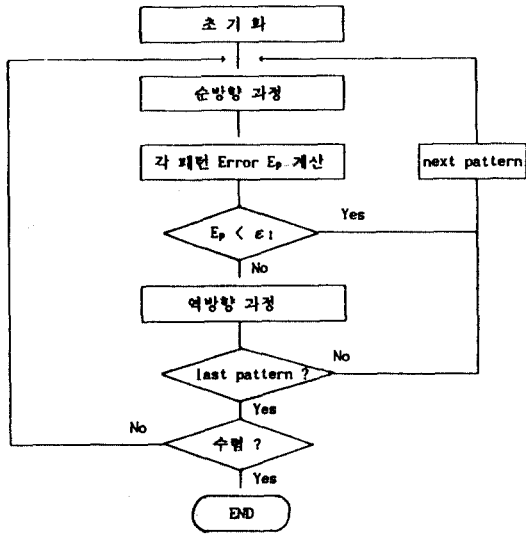 초 기 화
순방향 과정
각 패턴 Error Eₚ 계산
next pattern
Eₚ < ε₁
Yes
No
역방향 과정
last pattern ?
No
Yes
수렴 ?
No
Yes
END